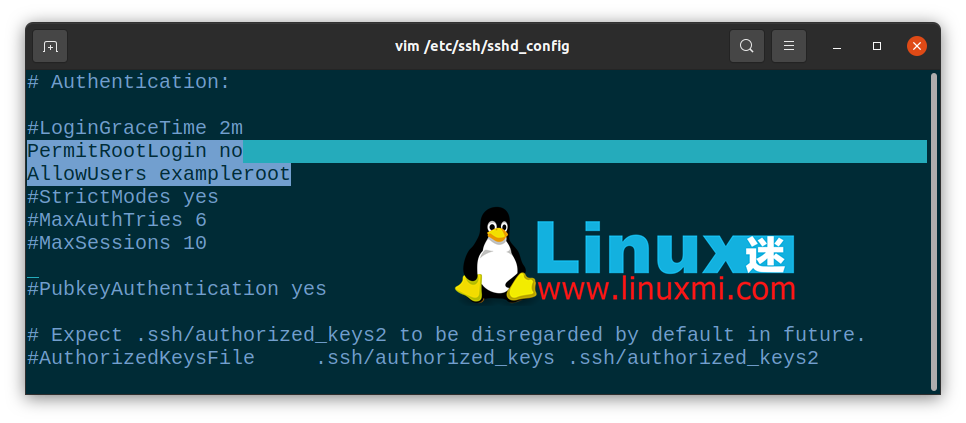 vim /etc/ssh/sshd_config
# Authentication:
#LoginGraceTime 2m
PermitRootLogin no
AllowUsers exampleroot
#StrictModes yes
#MaxAuthTries 6
#MaxSessions 10
_
#PubkeyAuthentication yes
# Expect .ssh/authorized_keys2 to be disregarded by default in future.
#AuthorizedKeysFile .ssh/authorized_keys .ssh/authorized_keys2
Linux迷
www.linuxmi.com